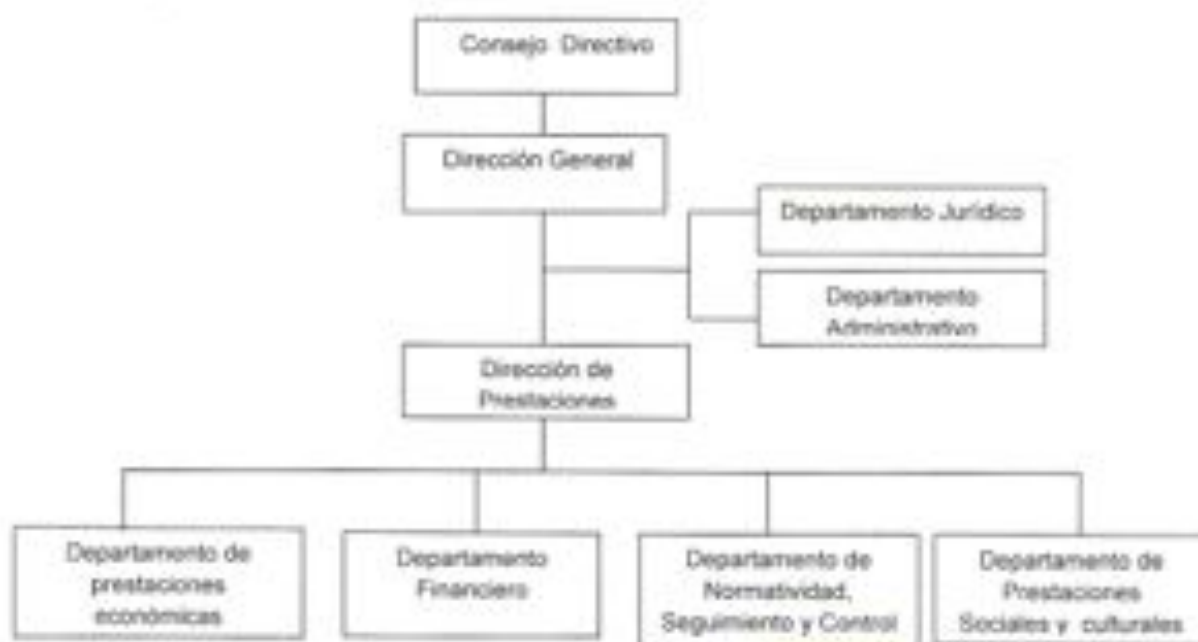 Consejo Directivo
Dirección General
Departamento Jurídico
Departamento
Administrativo
Dirección de
Prestaciones
Departamento de
prestaciones
económicas
Departamento
Financiero
Departamento de
Normatividad,
Seguimiento y Control
Departamento de
Prestaciones
Sociales y culturales